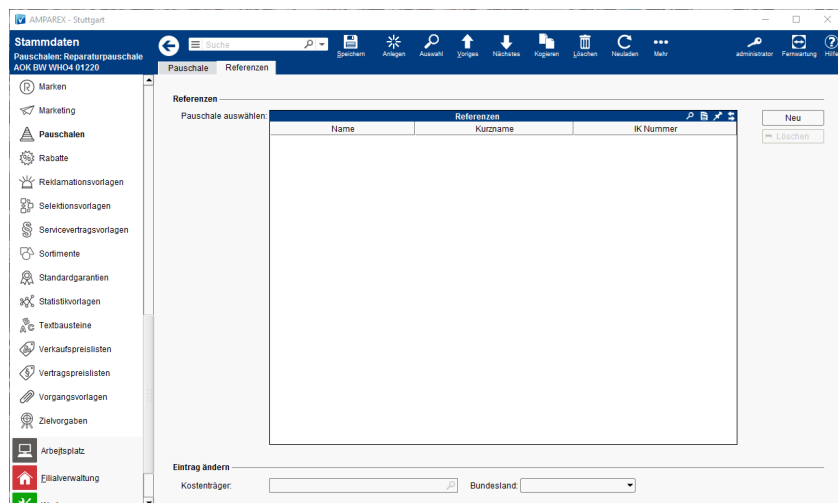 AMPAREX - Stuttgart
Stammdaten
Pauschalen: Reparaturpauschale
AOK BW WHO4 01220
Suche
Speichern
Anlegen
Auswahl
Voriges
Nächstes
Kopieren
Löschen
Neuladen
Mehr
administrator
Fernwartung
Hilfe
Pauschale
Referenzen
Marken
Marketing
Pauschalen
Rabatte
Reklamationsvorlagen
Selektionsvorlagen
Servicevertragsvorlagen
Sortimente
Standardgarantien
Statistikvorlagen
Textbausteine
Verkaufspreislisten
Vertragspreislisten
Vorgangsvorlagen
Zielvorgaben
Arbeitsplatz
Filialverwaltung
Referenzen
Pauschale auswählen:
Referenzen
Name Kurzname IK Nummer
Neu
Löschen
Eintrag ändern
Kostenträger:
Bundesland: